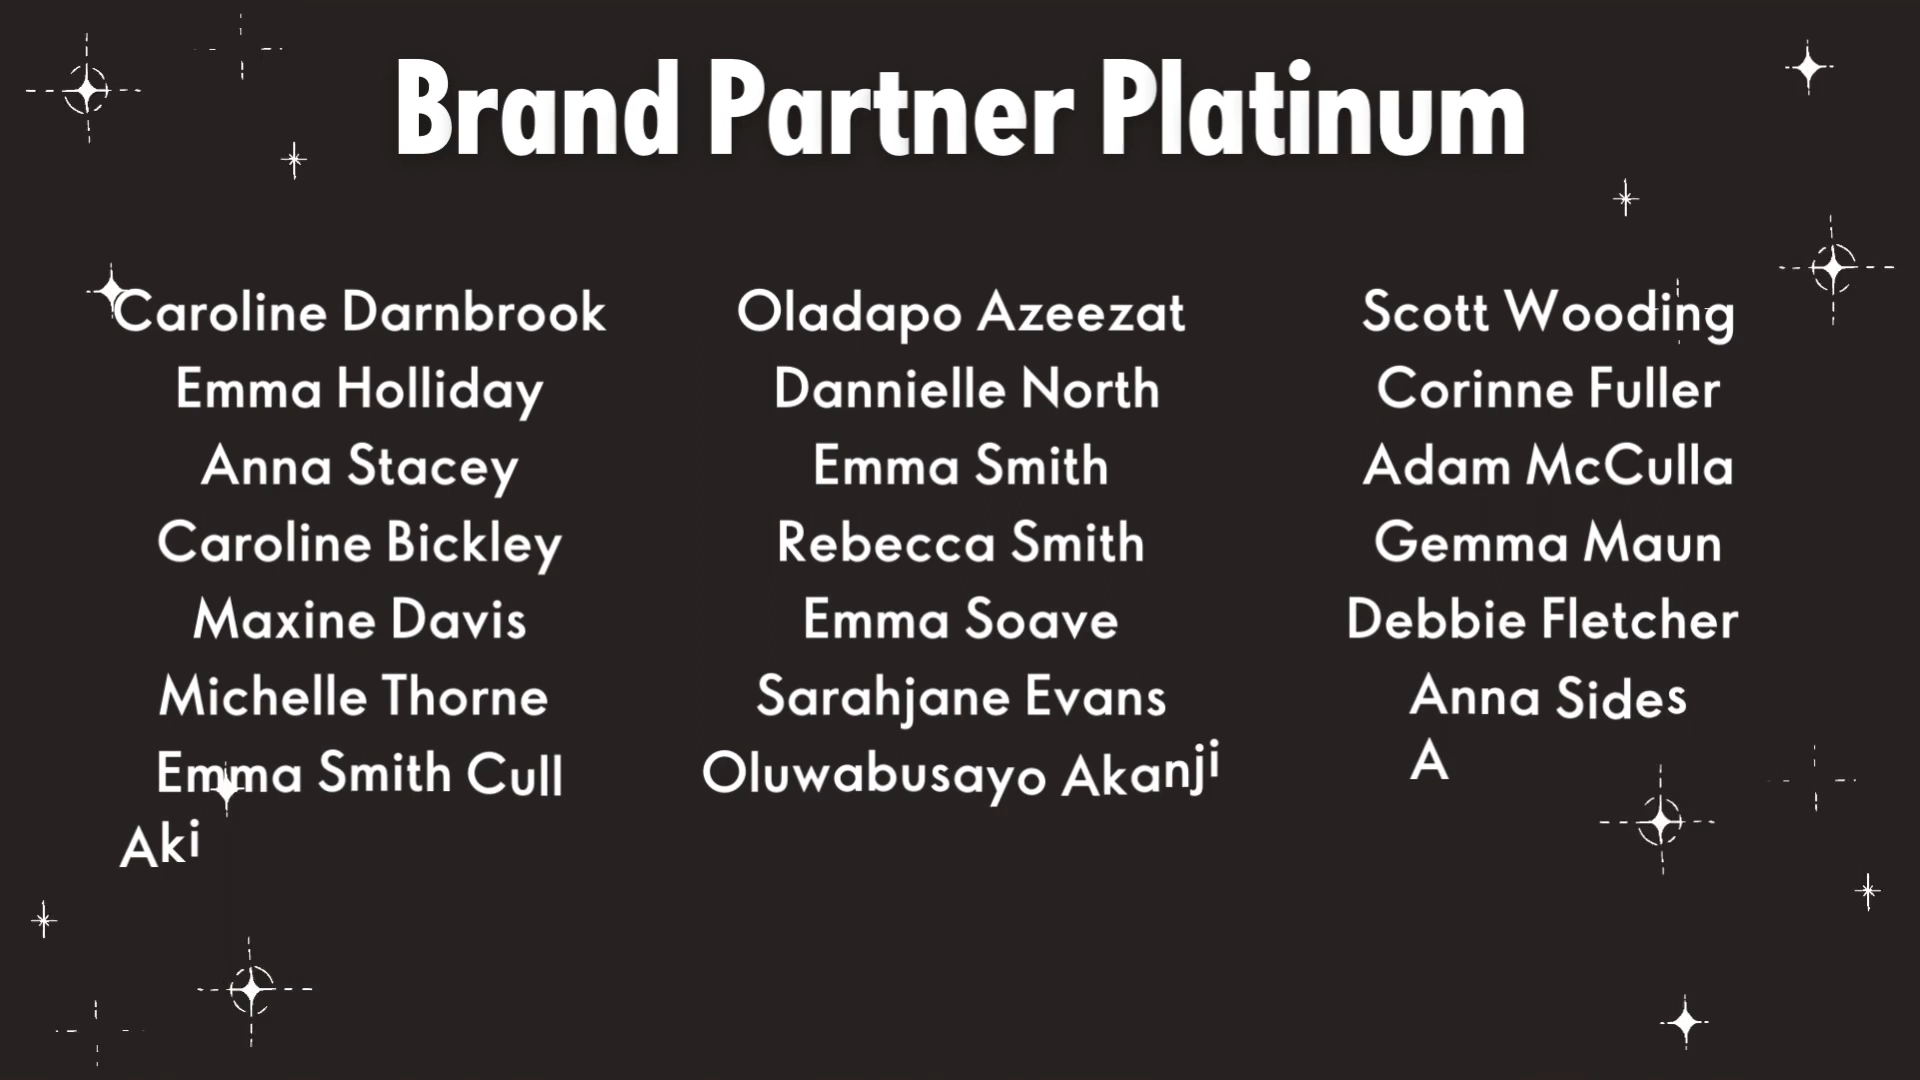 Brand Partner Platinum
Caroline Darnbrook
Emma Holliday
Anna Stacey
Caroline Bickley
Maxine Davis
Michelle Thorne
Emma Smith Cull
Aki
Oladapo Azeezat
Dannielle North
Emma Smith
Rebecca Smith
Emma Soave
Sarahjane Evans
Oluwabusayo Akanji
Scott Wooding
Corinne Fuller
Adam McCulla
Gemma Maun
Debbie Fletcher
Anna Sides
A